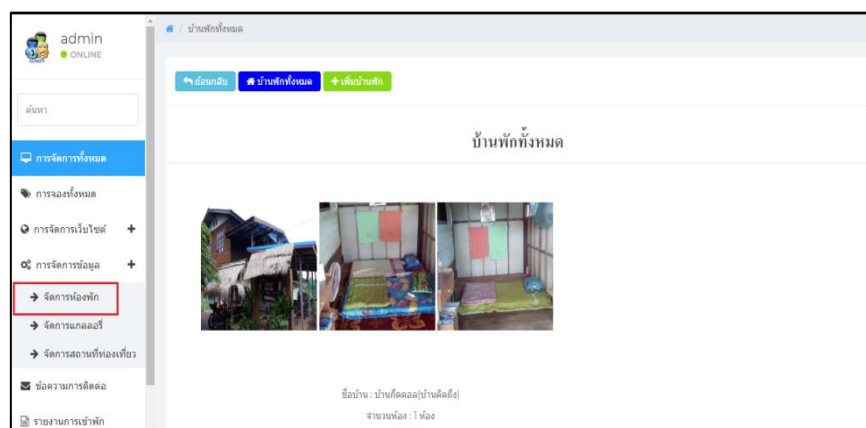 admin
ONLINE
ค้นหา
การจัดการทั้งหมด
การจองทั้งหมด
การจัดการเว็บไซต์
การจัดการข้อมูล
จัดการห้องพัก
จัดการแกลลอรี่
จัดการสถานที่ท่องเที่ยว
ข้อความการติดต่อ
รายงานการเข้าพัก
/ บ้านพักทั้งหมด
ย้อนกลับ บ้านพักทั้งหมด เพิ่มบ้านพัก
บ้านพักทั้งหมด
ชื่อบ้าน : บ้านกึ๊ดตอล(บ้านคิดถึง)
จำนวนห้อง : 1 ห้อง